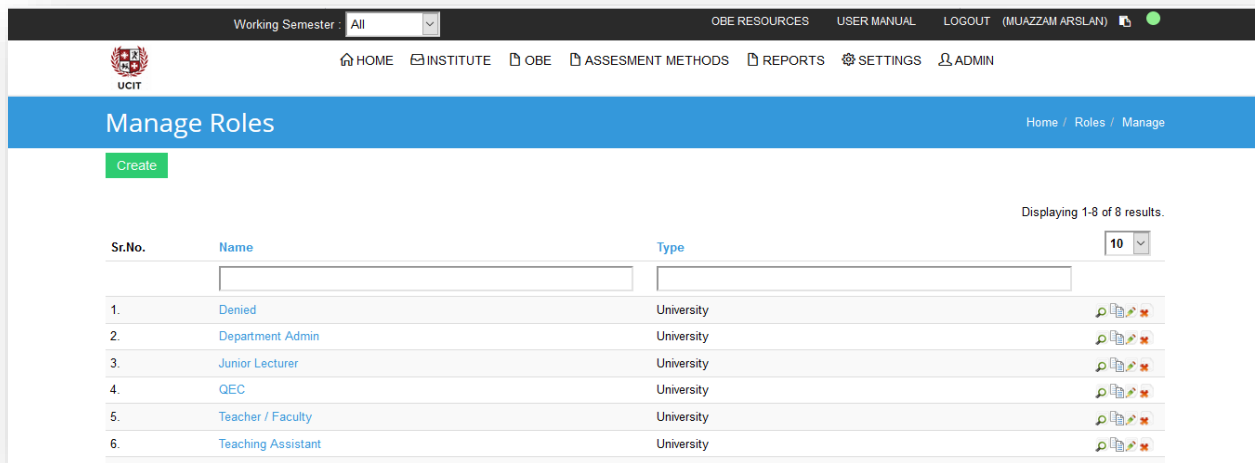 Working Semester : All OBE RESOURCES USER MANUAL LOGOUT (MUAZZAM ARSLAN)
UCIT
HOME INSTITUTE OBE ASSESMENT METHODS REPORTS SETTINGS ADMIN
Manage Roles Home / Roles / Manage
Create
Displaying 1-8 of 8 results.
Sr.No. Name Type 10
1. Denied University
2. Department Admin University
3. Junior Lecturer University
4. QEC University
5. Teacher / Faculty University
6. Teaching Assistant University